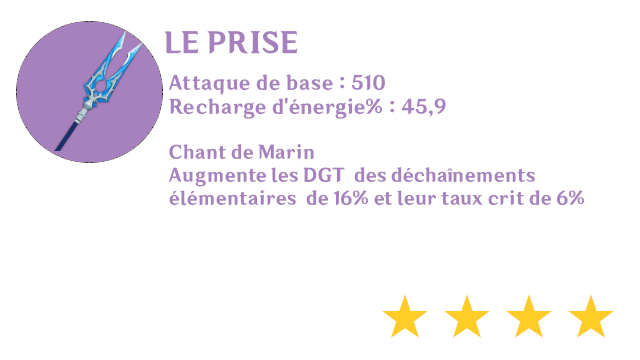 LE PRISE
Attaque de base : 510
Recharge d'énergie% : 45,9
Chant de Marin
Augmente les DGT des déchaînements
élémentaires de 16% et leur taux crit de 6%